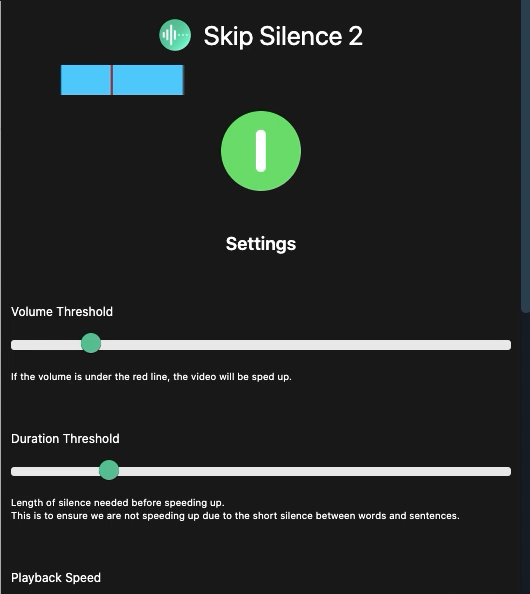 Skip Silence 2
Settings
Volume Threshold
If the volume is under the red line, the video will be sped up.
Duration Threshold
Length of silence needed before speeding up.
This is to ensure we are not speeding up due to the short silence between words and sentences.
Playback Speed